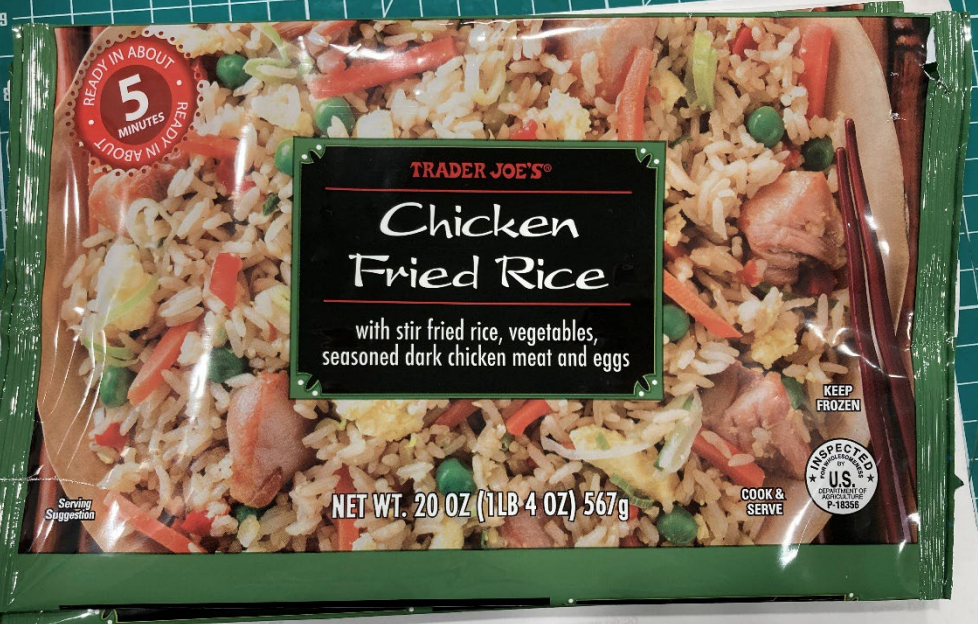 READY IN ABOUT
5
MINUTES
READY IN ABOUT
TRADER JOE'S®
Chicken
Fried Rice
with stir fried rice, vegetables,
seasoned dark chicken meat and eggs
KEEP
FROZEN
INSPECTED
FOR WHOLESOMENESS
BY
U.S.
DEPARTMENT OF
AGRICULTURE
P-18356
COOK &
SERVE
NET WT. 20 OZ (1LB 4 OZ) 567g
Serving
Suggestion